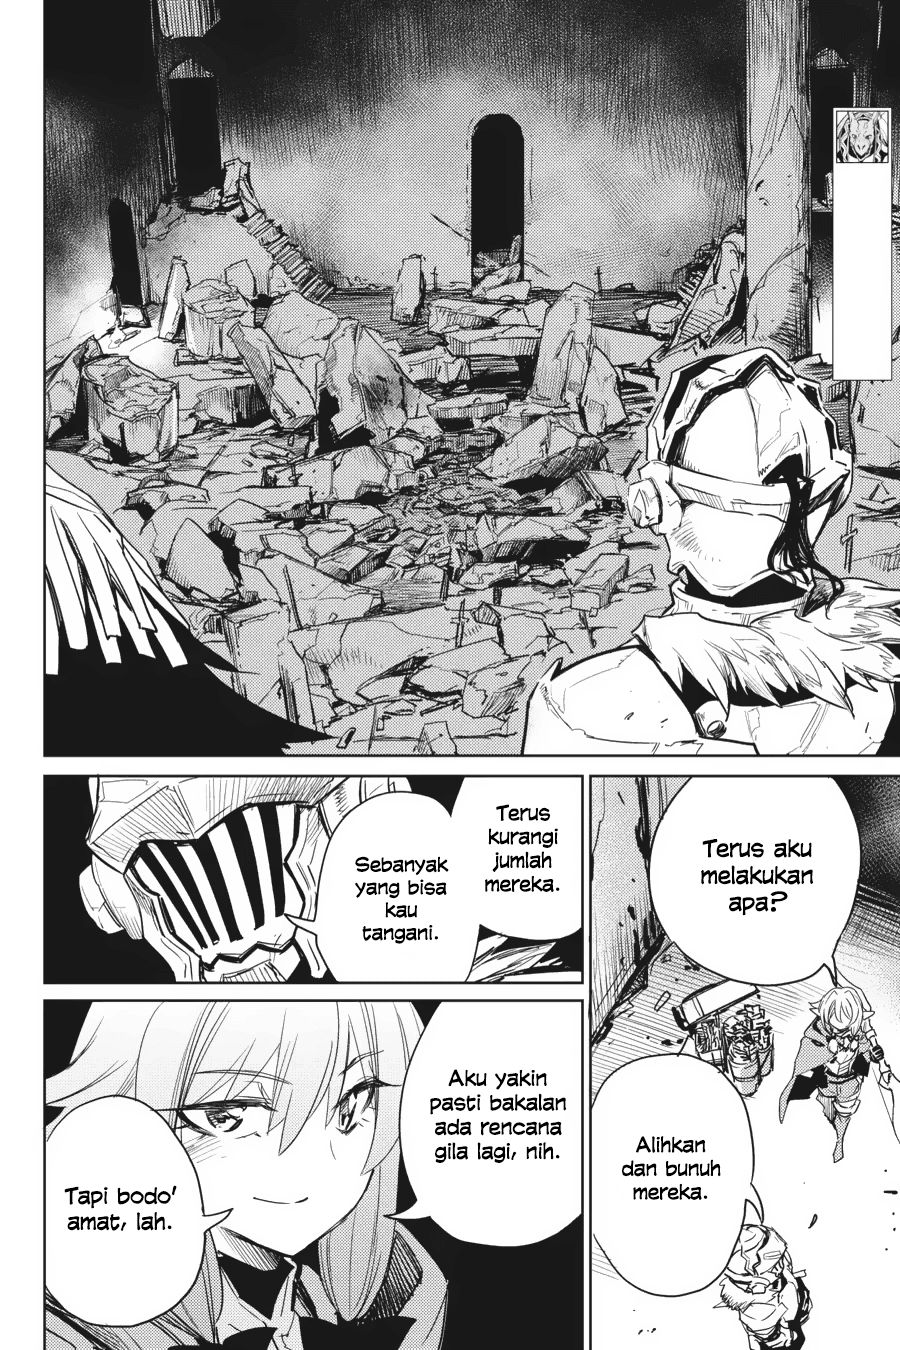 Terus aku
melakukan
apa?
Alihkan
dan bunuh
mereka.
Terus
kurangi
jumlah
mereka.
Sebanyak
yang bisa
kau
tangani.
Aku yakin
pasti bakalan
ada rencana
gila lagi, nih.
Tapi bodo'
amat, lah.